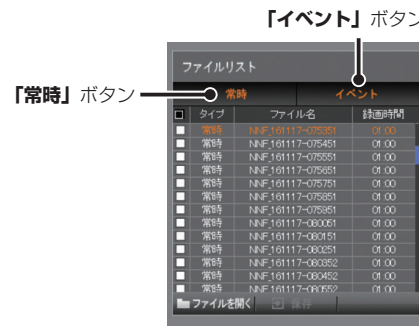 「イベント」ボタン
ファイルリスト
「常時」ボタン
常時 イベント
タイプ ファイル名 録画時間
常時 NNF_161117-075351 01:00
常時 NNF_161117-075451 01:00
常時 NNF_161117-075551 01:00
常時 NNF_161117-075651 01:00
常時 NNF_161117-075751 01:00
常時 NNF_161117-075851 01:00
常時 NNF_161117-075951 01:00
常時 NNF_161117-080051 01:00
常時 NNF_161117-080151 01:00
常時 NNF_161117-080251 01:00
常時 NNF_161117-080352 01:00
常時 NNF_161117-080452 01:00
常時 NNF_161117-080552 01:00
ファイルを開く 保存